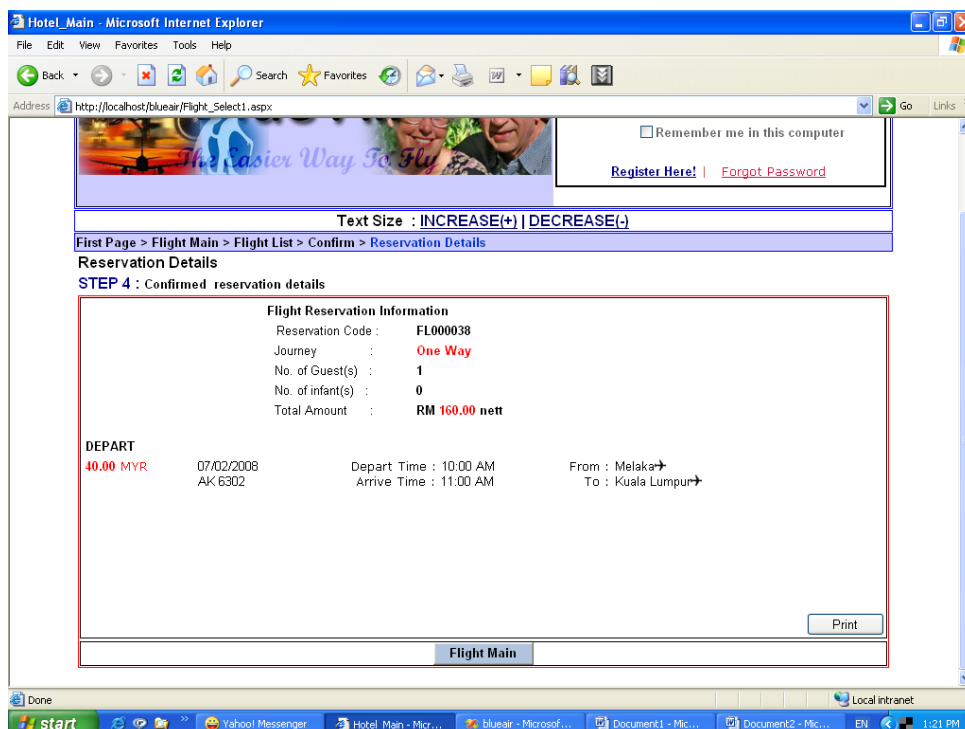 Hotel_Main - Microsoft Internet Explorer
File Edit View Favorites Tools Help
Back Search Favorites
Address http://localhost/blueair/Flight_Select1.aspx Go Links
The Easier Way To Fly
Remember me in this computer
Register Here! | Forgot Password
Text Size : INCREASE(+) | DECREASE(-)
First Page > Flight Main > Flight List > Confirm > Reservation Details
Reservation Details
STEP 4 : Confirmed reservation details
Flight Reservation Information
Reservation Code : FL000038
Journey : One Way
No. of Guest(s) : 1
No. of infant(s) : 0
Total Amount : RM 160.00 nett
DEPART
40.00 MYR 07/02/2008 Depart Time : 10:00 AM From : Melaka
AK 6302 Arrive Time : 11:00 AM To : Kuala Lumpur
Print
Flight Main
Done Local intranet
start Yahoo! Messenger Hotel_Main - Micr... blueair - Microsof... Document1 - Mic... Document2 - Mic... EN 1:21 PM